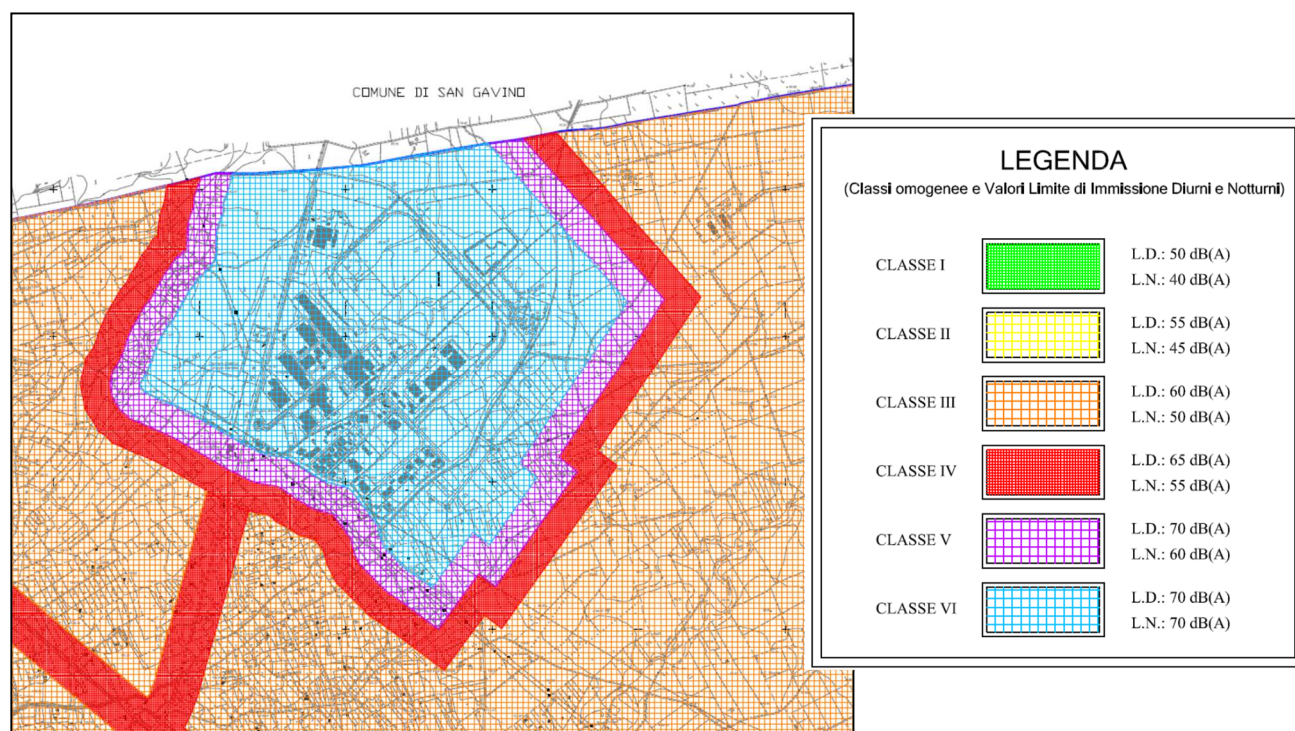 COMUNE DI SAN GAVINO
1
LEGENDA
(Classi omogenee e Valori Limite di Immissione Diurni e Notturni)
CLASSE I
L.D.: 50 dB(A)
L.N.: 40 dB(A)
CLASSE II
L.D.: 55 dB(A)
L.N.: 45 dB(A)
CLASSE III
L.D.: 60 dB(A)
L.N.: 50 dB(A)
CLASSE IV
L.D.: 65 dB(A)
L.N.: 55 dB(A)
CLASSE V
L.D.: 70 dB(A)
L.N.: 60 dB(A)
CLASSE VI
L.D.: 70 dB(A)
L.N.: 70 dB(A)